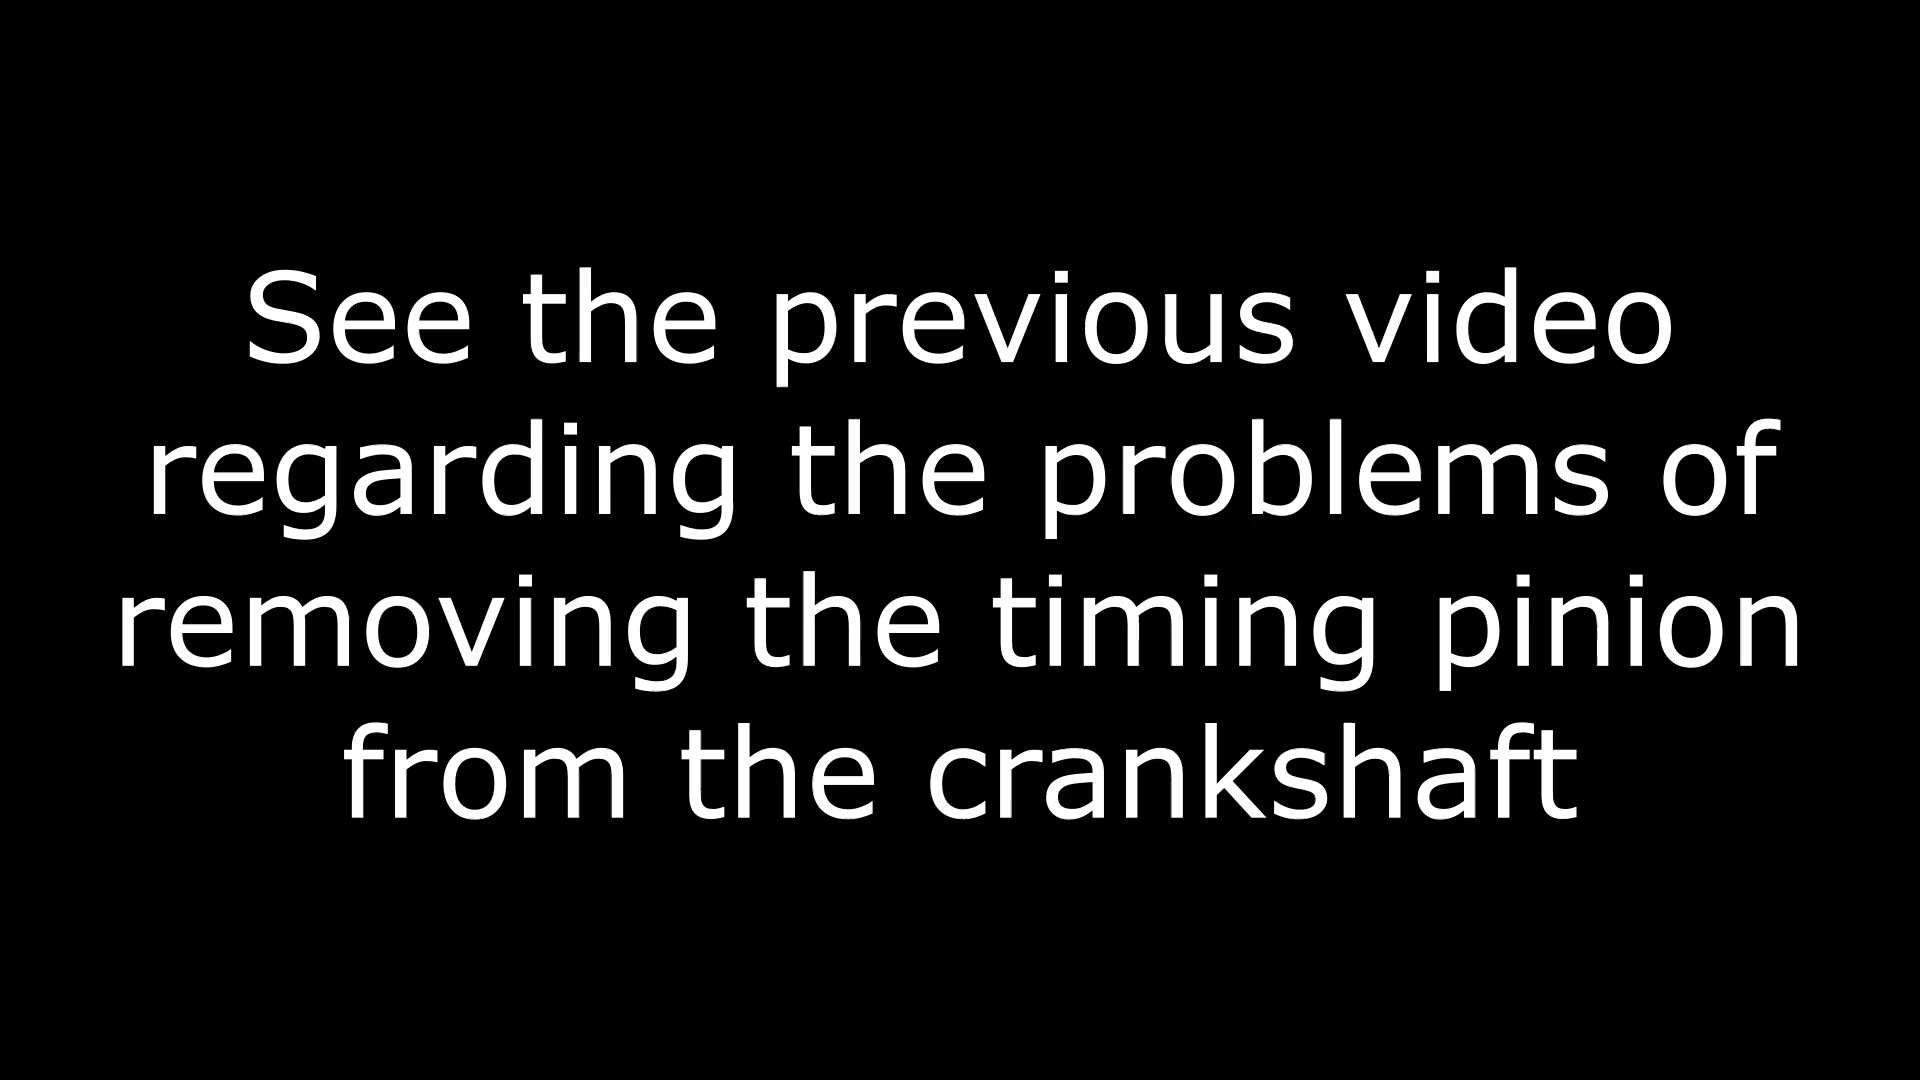 See the previous video
regarding the problems of
removing the timing pinion
from the crankshaft